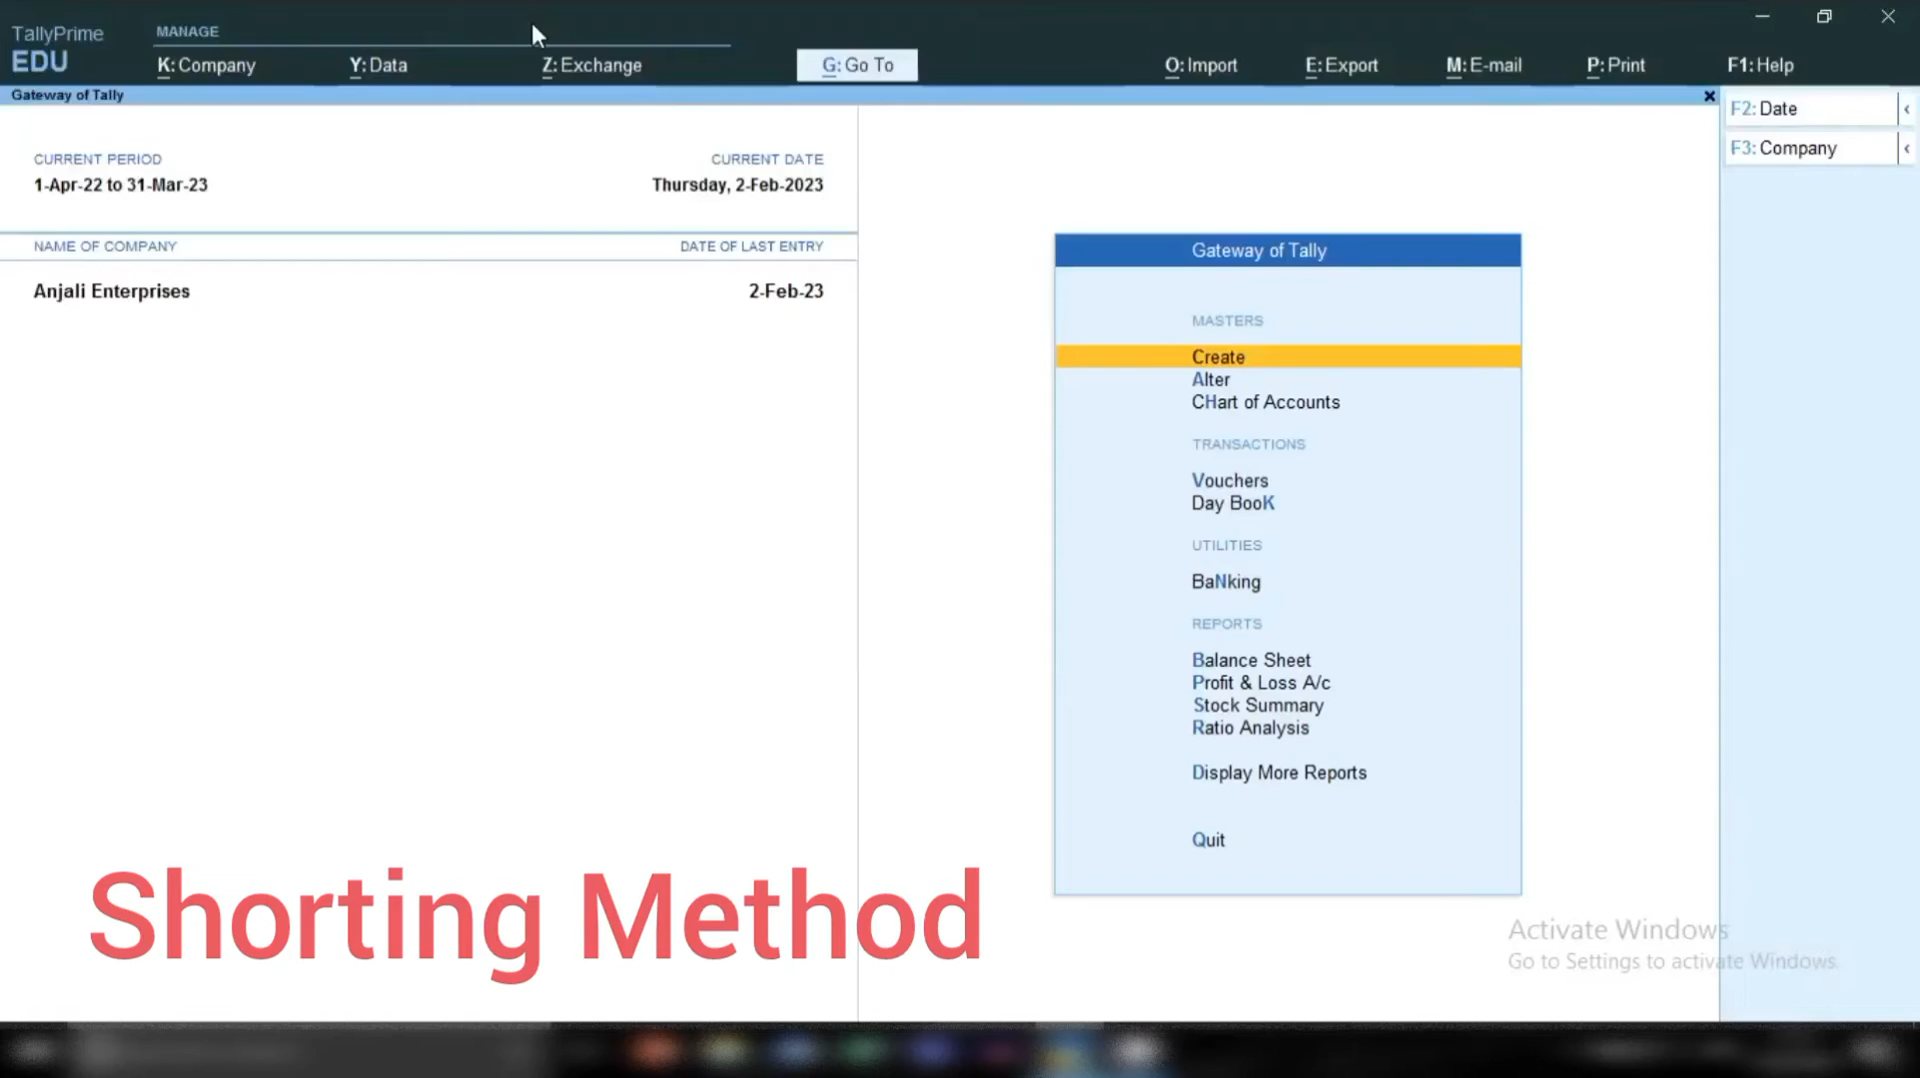 TallyPrime
EDU
MANAGE
K: Company
Y: Data
Z: Exchange
G: Go To
O: Import
E: Export
M: E-mail
P: Print
F1: Help
Gateway of Tally
F2: Date
F3: Company
CURRENT PERIOD
CURRENT DATE
1-Apr-22 to 31-Mar-23
Thursday, 2-Feb-2023
NAME OF COMPANY
DATE OF LAST ENTRY
Anjali Enterprises
2-Feb-23
Gateway of Tally
MASTERS
Create
Alter
CHart of Accounts
TRANSACTIONS
Vouchers
Day BooK
UTILITIES
BaNking
REPORTS
Balance Sheet
Profit & Loss A/c
Stock Summary
Ratio Analysis
Display More Reports
Quit
Shorting Method
Activate Windows
Go to Settings to activate Windows.